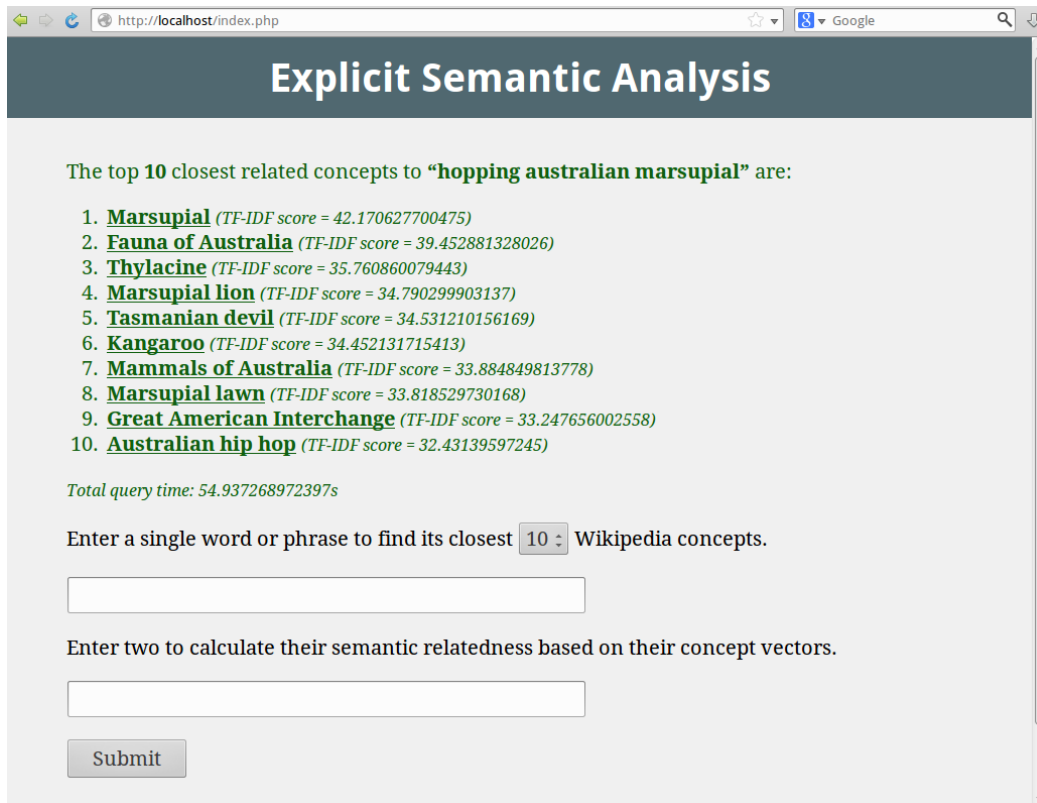 http://localhost/index.php
Google
Explicit Semantic Analysis
The top 10 closest related concepts to “hopping australian marsupial” are:
1. Marsupial (TF-IDF score = 42.170627700475)
2. Fauna of Australia (TF-IDF score = 39.452881328026)
3. Thylacine (TF-IDF score = 35.760860079443)
4. Marsupial lion (TF-IDF score = 34.790299903137)
5. Tasmanian devil (TF-IDF score = 34.531210156169)
6. Kangaroo (TF-IDF score = 34.452131715413)
7. Mammals of Australia (TF-IDF score = 33.884849813778)
8. Marsupial lawn (TF-IDF score = 33.818529730168)
9. Great American Interchange (TF-IDF score = 33.247656002558)
10. Australian hip hop (TF-IDF score = 32.43139597245)
Total query time: 54.937268972397s
Enter a single word or phrase to find its closest 10 Wikipedia concepts.
Enter two to calculate their semantic relatedness based on their concept vectors.
Submit